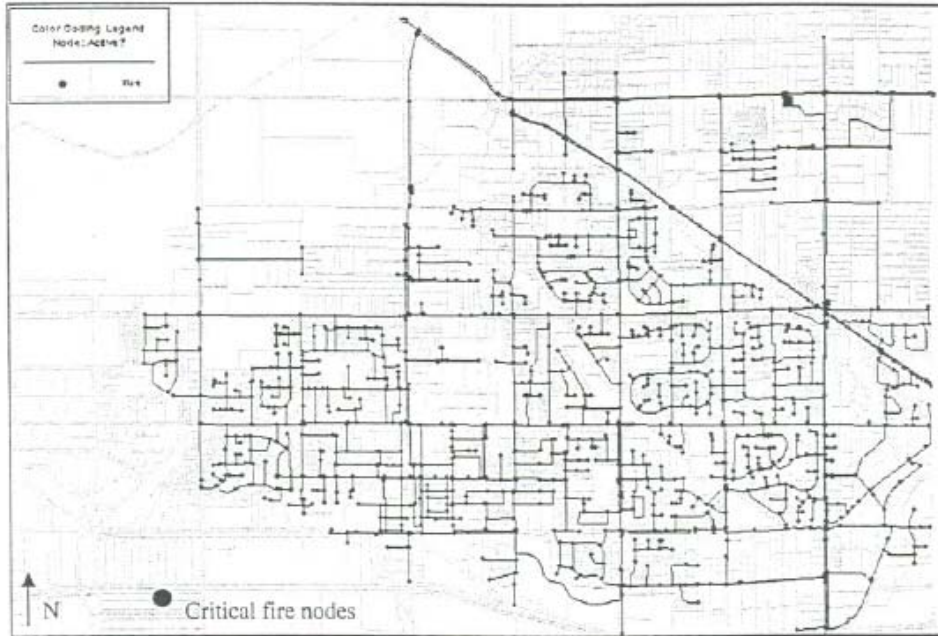 Color Coding Legend
Node: Active?
N
Critical fire nodes